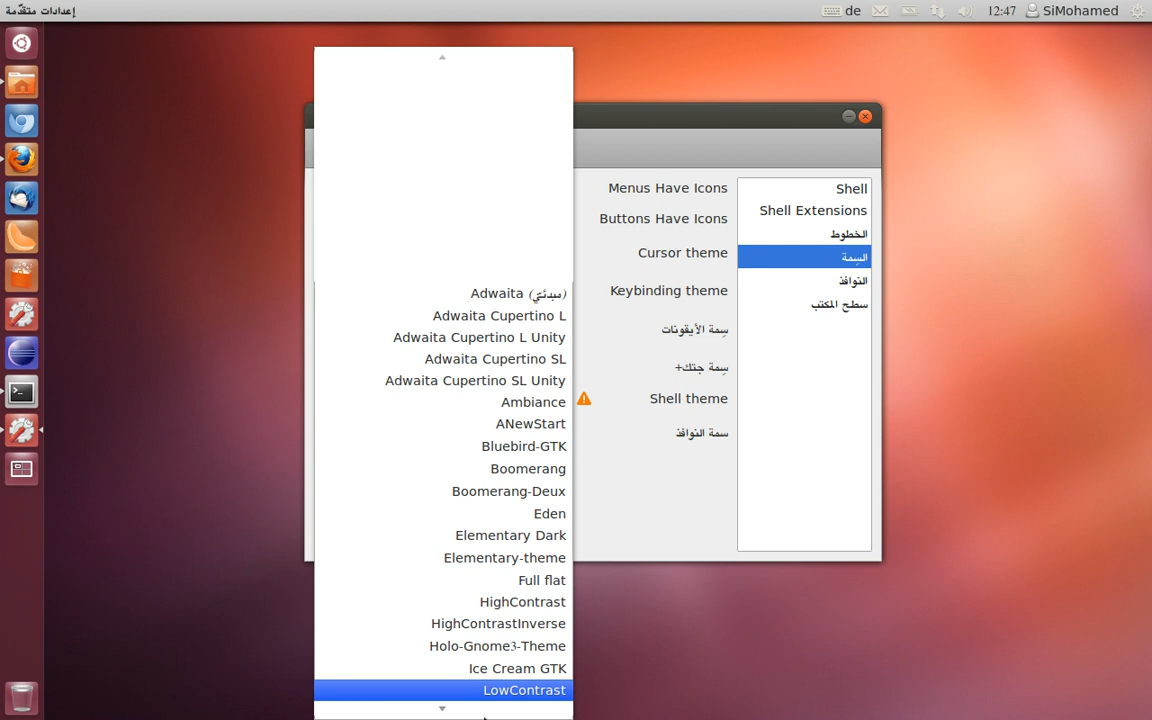 إعدادات متقدّمة
de
12:47
SiMohamed
Menus Have Icons
Buttons Have Icons
Cursor theme
Keybinding theme
سِمة الأيقونات
سِمة جتك+
Shell theme
سمة النوافذ
Shell
Shell Extensions
الخطوط
السِمة
النوافذ
سطح المكتب
Adwaita (مبدئيّ)
Adwaita Cupertino L
Adwaita Cupertino L Unity
Adwaita Cupertino SL
Adwaita Cupertino SL Unity
Ambiance
ANewStart
Bluebird-GTK
Boomerang
Boomerang-Deux
Eden
Elementary Dark
Elementary-theme
Full flat
HighContrast
HighContrastInverse
Holo-Gnome3-Theme
Ice Cream GTK
LowContrast